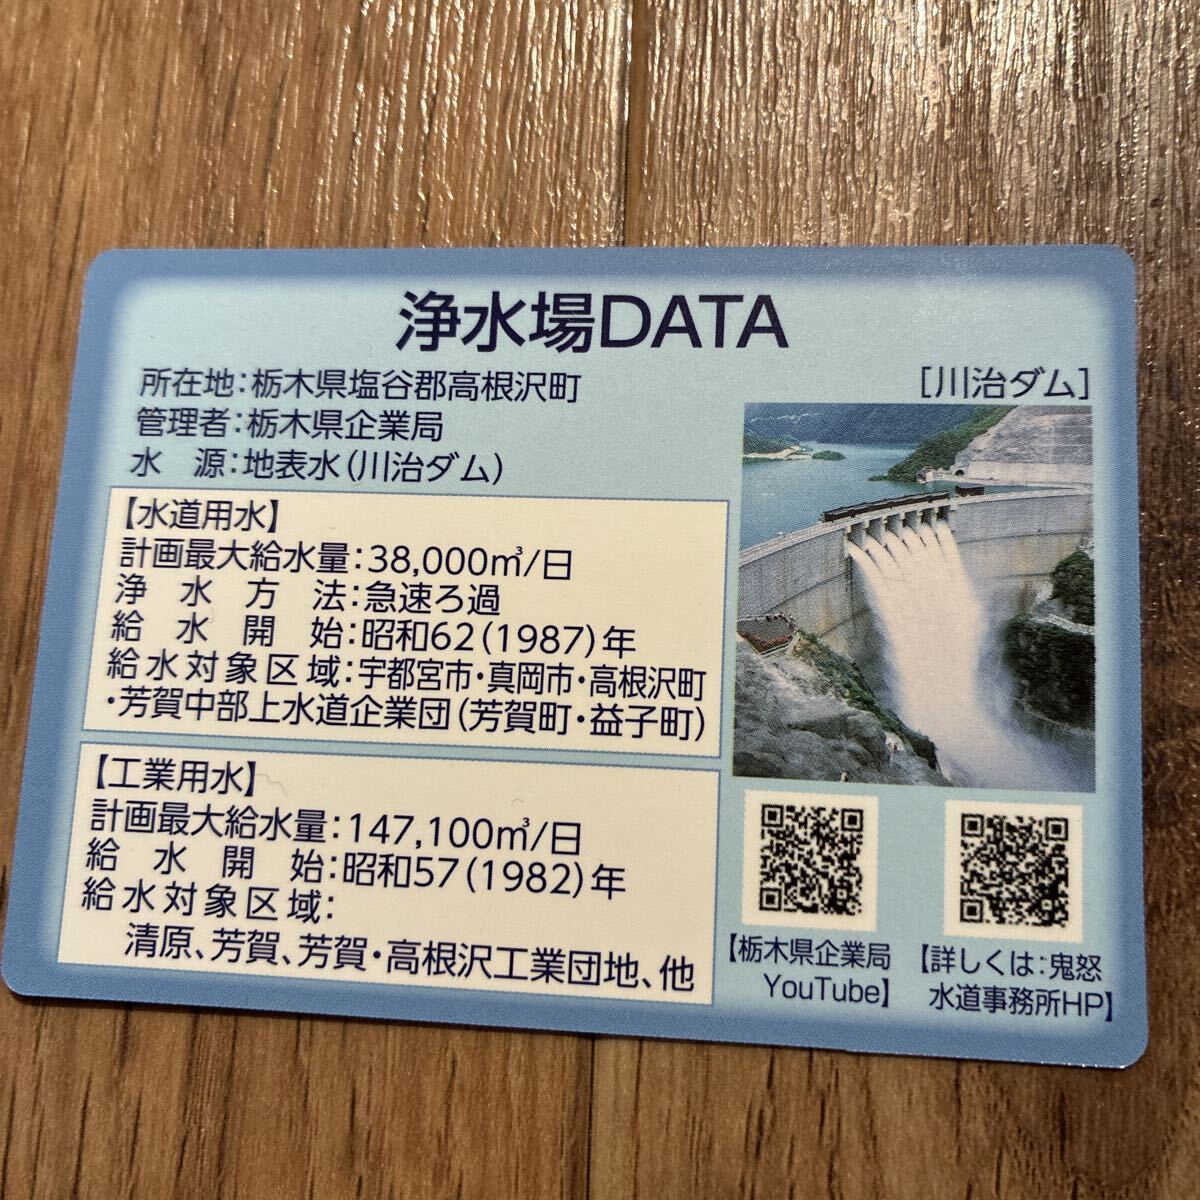 浄水場DATA
所在地:栃木県塩谷郡高根沢町
管理者:栃木県企業局
水　源:地表水(川治ダム)
[川治ダム]
【水道用水】
計画最大給水量:38,000㎥/日
浄水方法:急速ろ過
給水開始:昭和62(1987)年
給水対象区域:宇都宮市・真岡市・高根沢町
・芳賀中部上水道企業団(芳賀町・益子町)
【工業用水】
計画最大給水量:147,100㎥/日
給水開始:昭和57(1982)年
給水対象区域:
清原、芳賀、芳賀・高根沢工業団地、他
【栃木県企業局
YouTube】
【詳しくは:鬼怒
水道事務所HP】